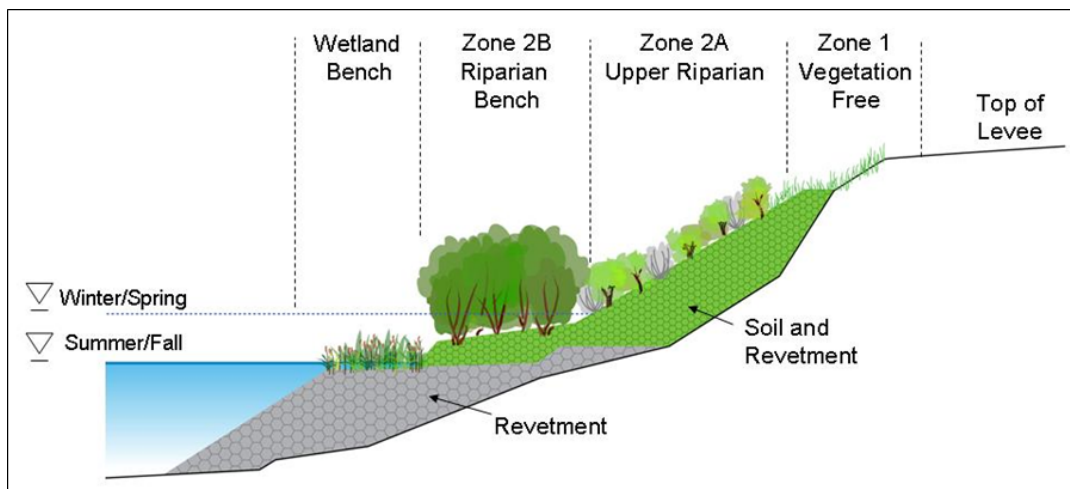 Wetland
Bench
Zone 2B
Riparian
Bench
Zone 2A
Upper Riparian
Zone 1
Vegetation
Free
Top of
Levee
Winter/Spring
Summer/Fall
Soil and
Revetment
Revetment